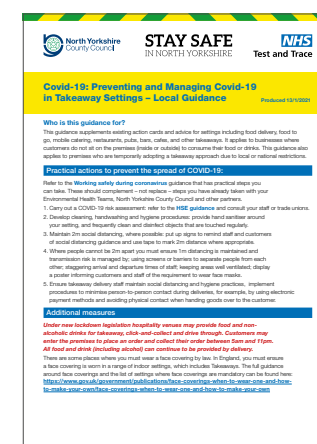 North Yorkshire
County Council
STAY SAFE
IN NORTH YORKSHIRE
NHS
Test and Trace
Covid-19: Preventing and Managing Covid-19
in Takeaway Settings – Local Guidance
Produced 13/1/2021
Who is this guidance for?
This guidance supplements existing action cards and advice for settings including food delivery, food to
go, mobile catering, restaurants, pubs, bars, cafes, and other takeaways. It applies to businesses where
customers do not sit on the premises (inside or outside) to consume their food or drinks. This guidance also
applies to premises who are temporarily adopting a takeaway approach due to local or national restrictions.
Practical actions to prevent the spread of COVID-19:
Refer to the Working safely during coronavirus guidance that has practical steps you
can take. These should complement – not replace – steps you have already taken with your
Environmental Health Teams, North Yorkshire County Council and other partners.
1. Carry out a COVID-19 risk assessment: refer to the HSE guidance and consult your staff or trade unions.
2. Develop cleaning, handwashing and hygiene procedures: provide hand sanitiser around
your setting, and frequently clean and disinfect objects that are touched regularly.
3. Maintain 2m social distancing, where possible: put up signs to remind staff and customers
of social distancing guidance and use tape to mark 2m distance where appropriate.
4. Where people cannot be 2m apart you must ensure 1m distancing is maintained and
transmission risk is managed by; using screens or barriers to separate people from each
other; staggering arrival and departure times of staff; keeping areas well ventilated; display
a poster informing customers and staff of the requirement to wear face masks.
5. Ensure takeaway delivery staff maintain social distancing and hygiene practices, implement
procedures to minimise person-to-person contact during deliveries, for example, by using electronic
payment methods and avoiding physical contact when handing goods over to the customer.
Additional measures
Under new lockdown legislation hospitality venues may provide food and non-
alcoholic drinks for takeaway, click-and-collect and drive through. Customers may
enter the premises to place an order and collect their order between 5am and 11pm.
All food and drink (including alcohol) can continue to be provided by delivery.
There are some places where you must wear a face covering by law. In England, you must ensure
a face covering is worn in a range of indoor settings, which includes Takeaways. The full guidance
around face coverings and the list of settings where face coverings are mandatory can be found here:
https://www.gov.uk/government/publications/face-coverings-when-to-wear-one-and-how-
to-make-your-own/face-coverings-when-to-wear-one-and-how-to-make-your-own